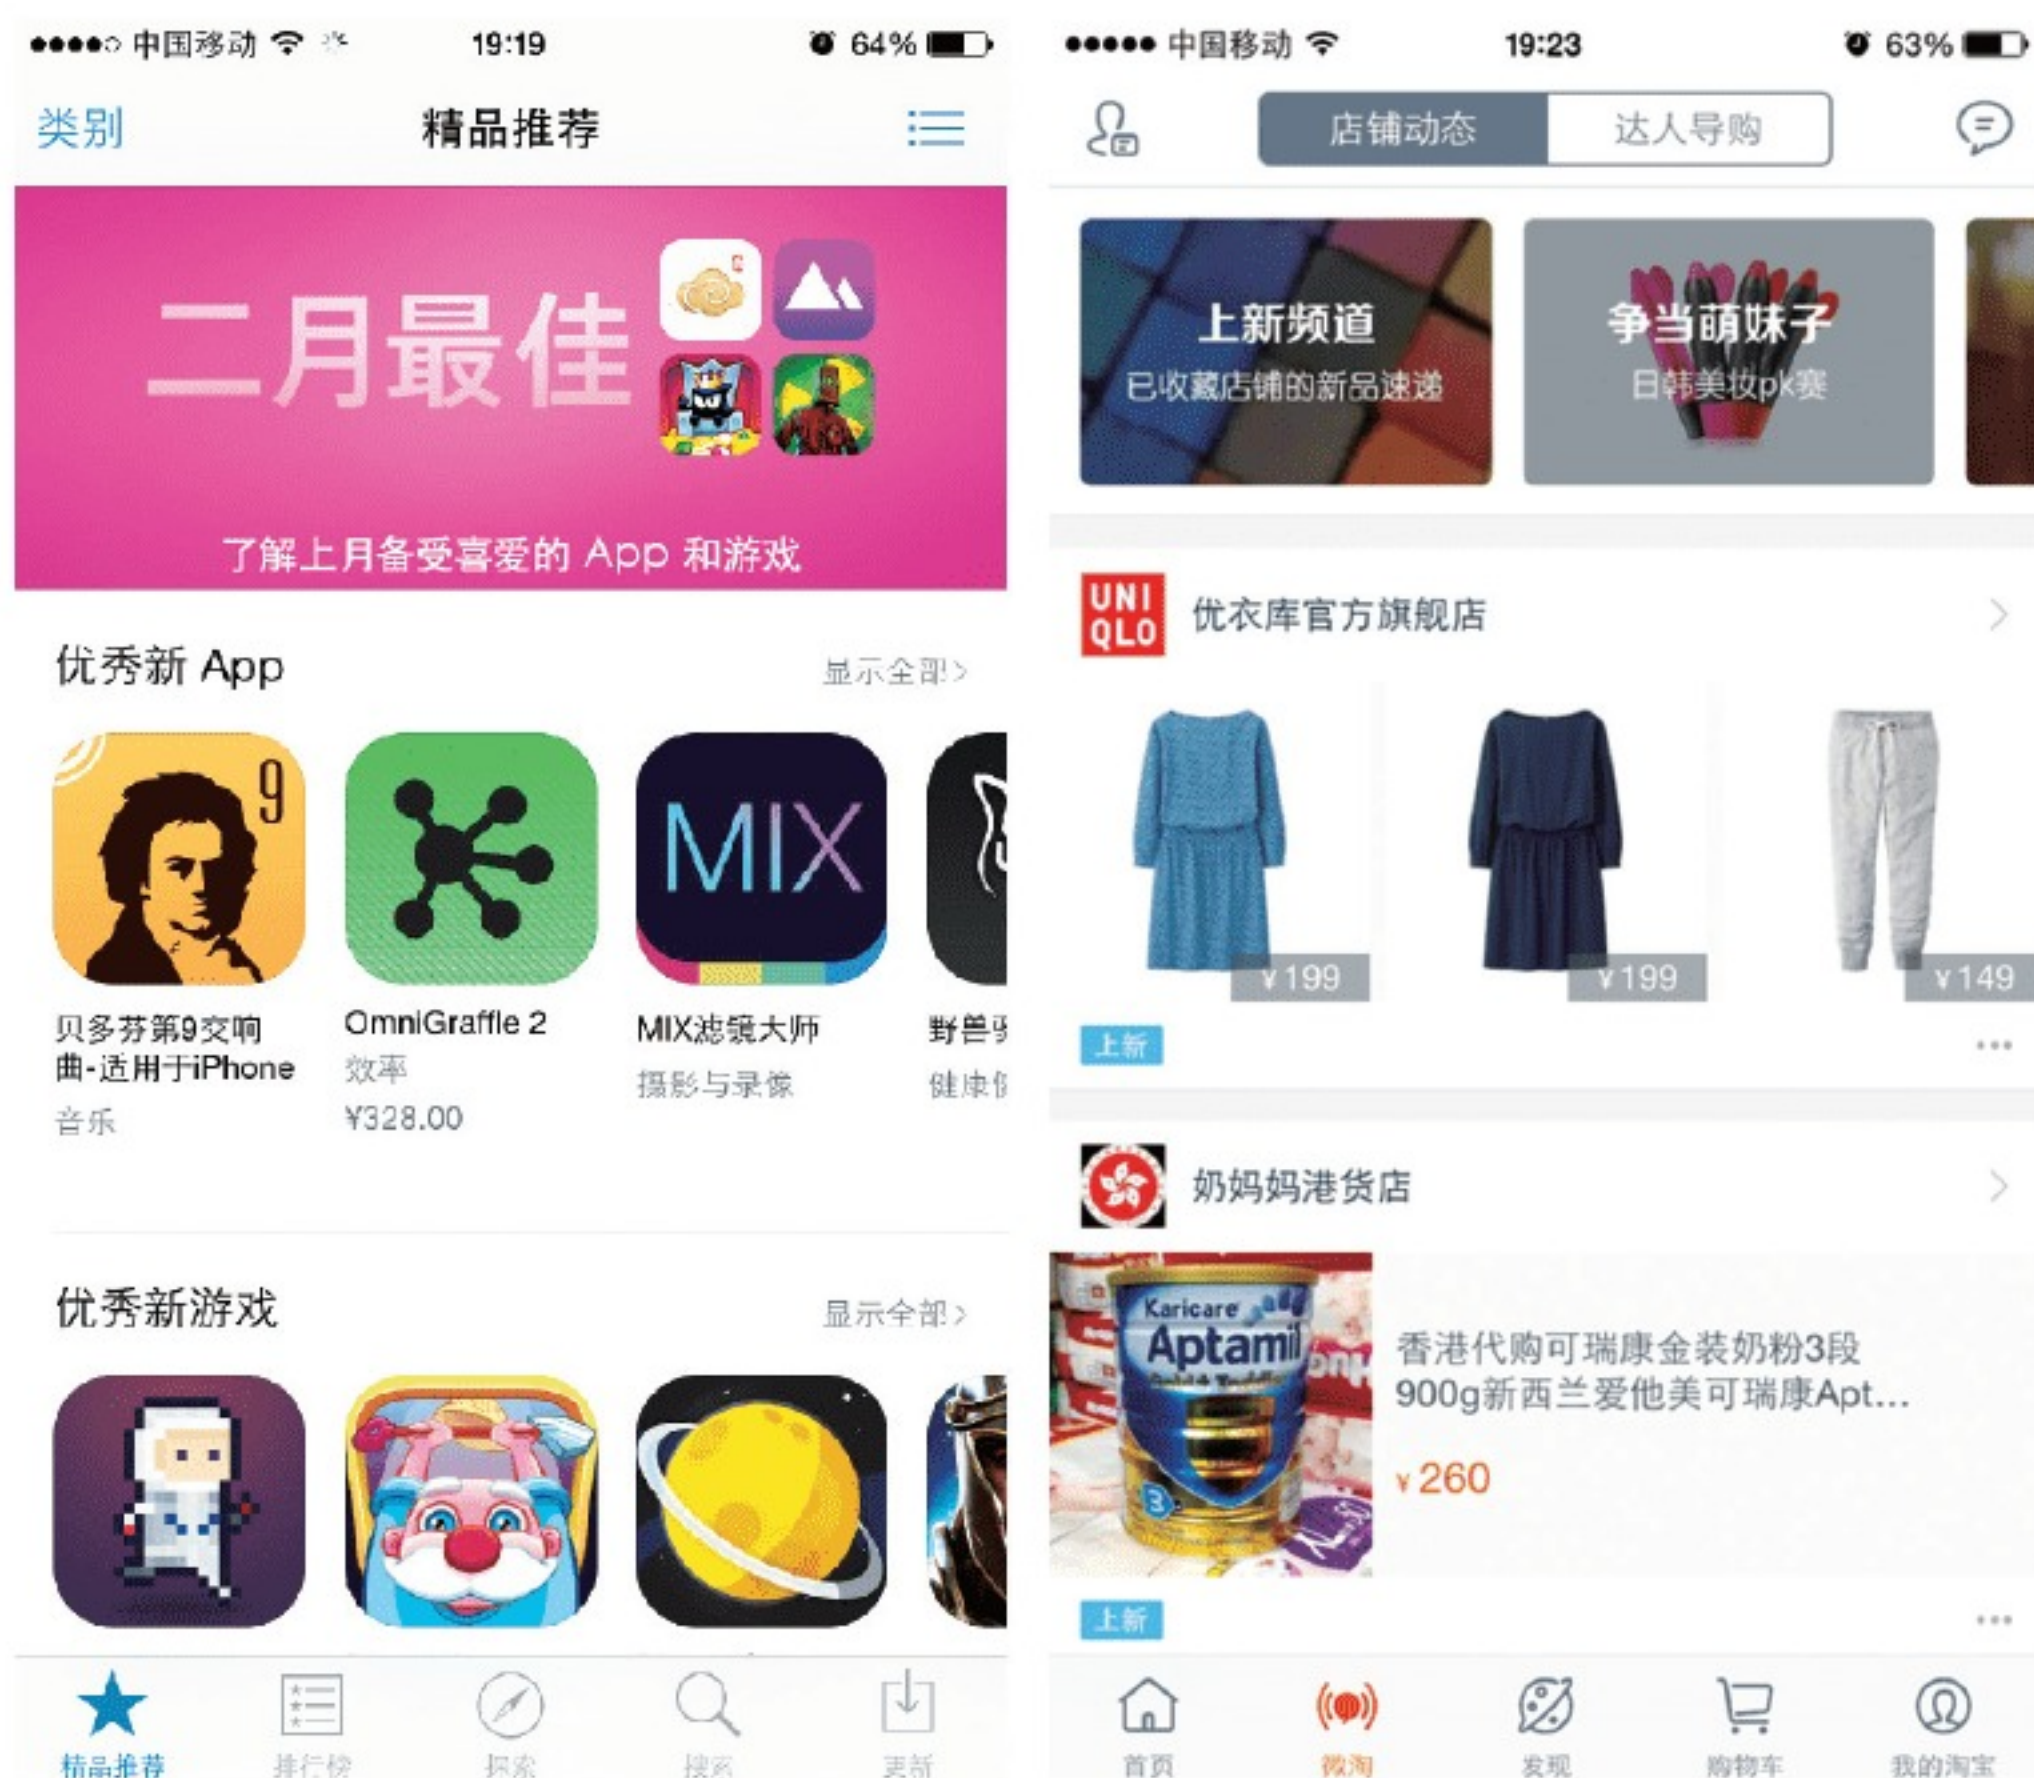 中国移动 19:19 64%
类别 精品推荐
二月最佳
了解上月备受喜爱的 App 和游戏
优秀新 App 显示全部>
9
MIX
贝多芬第9交响
曲-适用于iPhone
音乐
OmniGraffle 2
效率
¥328.00
MIX滤镜大师
摄影与录像
野兽
健康
优秀新游戏 显示全部>
精品推荐 排行榜 探索 搜索 更新
中国移动 19:23 63%
店铺动态 达人导购
上新频道
已收藏店铺的新品速递
争当萌妹子
日韩美妆pk赛
UNI
QLO
优衣库官方旗舰店
¥199 ¥199 ¥149
上新
奶妈妈港货店
Karicare
Aptamil
3
香港代购可瑞康金装奶粉3段
900g新西兰爱他美可瑞康Apt...
¥260
上新
首页 微淘 发现 购物车 我的淘宝